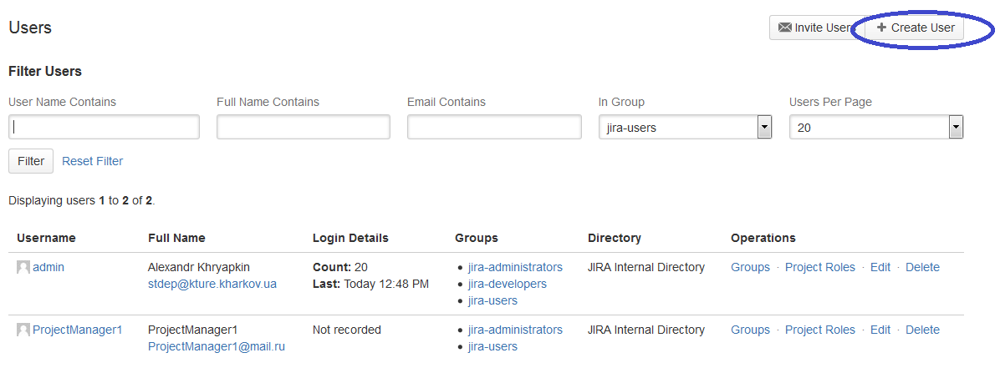 Users
Invite Users
Create User
Filter Users
User Name Contains Full Name Contains Email Contains In Group Users Per Page
jira-users 20
Filter Reset Filter
Displaying users 1 to 2 of 2.
Username Full Name Login Details Groups Directory Operations
admin Alexandr Khryapkin Count: 20 • jira-administrators JIRA Internal Directory Groups · Project Roles · Edit · Delete
stdep@kture.kharkov.ua Last: Today 12:48 PM • jira-developers
• jira-users
ProjectManager1 ProjectManager1 Not recorded • jira-administrators JIRA Internal Directory Groups · Project Roles · Edit · Delete
ProjectManager1@mail.ru • jira-users